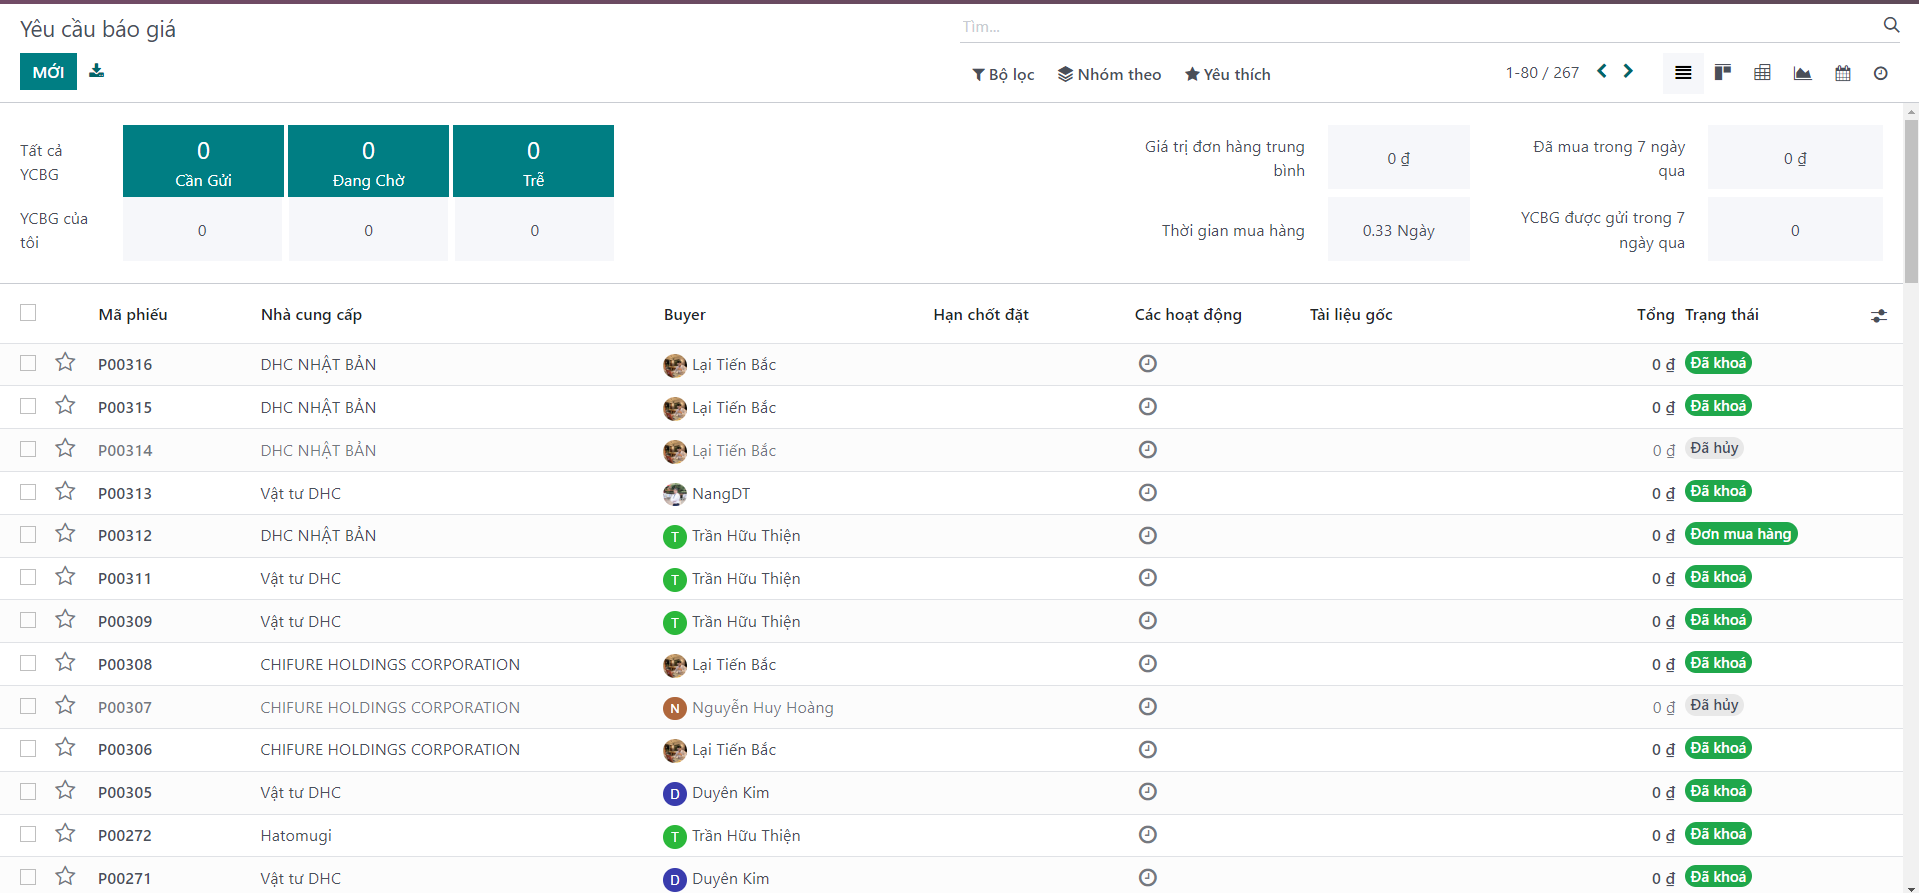 Yêu cầu báo giá
Tìm...
MỚI
Bộ lọc Nhóm theo Yêu thích
1-80 / 267
Tất cả YCBG
0 Cần Gửi
0 Đang Chờ
0 Trễ
YCBG của tôi
0 0 0
Giá trị đơn hàng trung bình
0 ₫
Đã mua trong 7 ngày qua
0 ₫
Thời gian mua hàng
0.33 Ngày
YCBG được gửi trong 7 ngày qua
0
Mã phiếu Nhà cung cấp Buyer Hạn chốt đặt Các hoạt động Tài liệu gốc Tổng Trạng thái
P00316 DHC NHẬT BẢN Lại Tiến Bắc 0 ₫ Đã khoá
P00315 DHC NHẬT BẢN Lại Tiến Bắc 0 ₫ Đã khoá
P00314 DHC NHẬT BẢN Lại Tiến Bắc 0 ₫ Đã hủy
P00313 Vật tư DHC NangDT 0 ₫ Đã khoá
P00312 DHC NHẬT BẢN T Trần Hữu Thiện 0 ₫ Đơn mua hàng
P00311 Vật tư DHC T Trần Hữu Thiện 0 ₫ Đã khoá
P00309 Vật tư DHC T Trần Hữu Thiện 0 ₫ Đã khoá
P00308 CHIFURE HOLDINGS CORPORATION Lại Tiến Bắc 0 ₫ Đã khoá
P00307 CHIFURE HOLDINGS CORPORATION N Nguyễn Huy Hoàng 0 ₫ Đã hủy
P00306 CHIFURE HOLDINGS CORPORATION Lại Tiến Bắc 0 ₫ Đã khoá
P00305 Vật tư DHC D Duyên Kim 0 ₫ Đã khoá
P00272 Hatomugi T Trần Hữu Thiện 0 ₫ Đã khoá
P00271 Vật tư DHC D Duyên Kim 0 ₫ Đã khoá